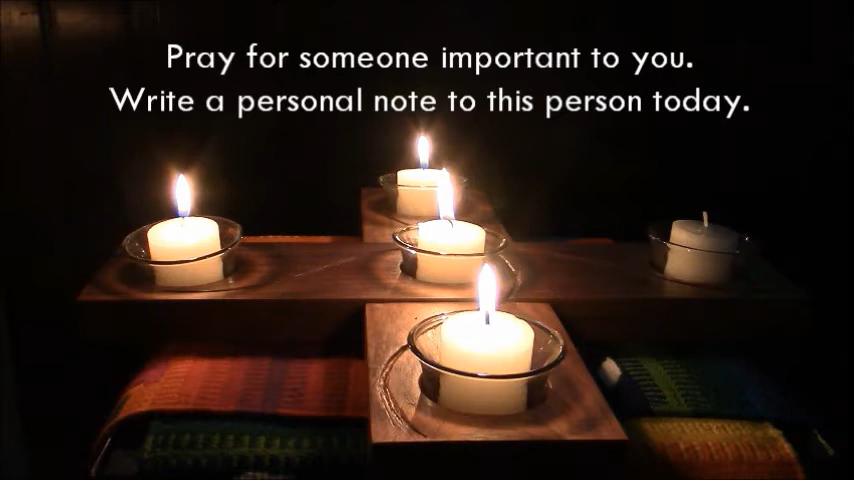 Pray for someone important to you.
Write a personal note to this person today.